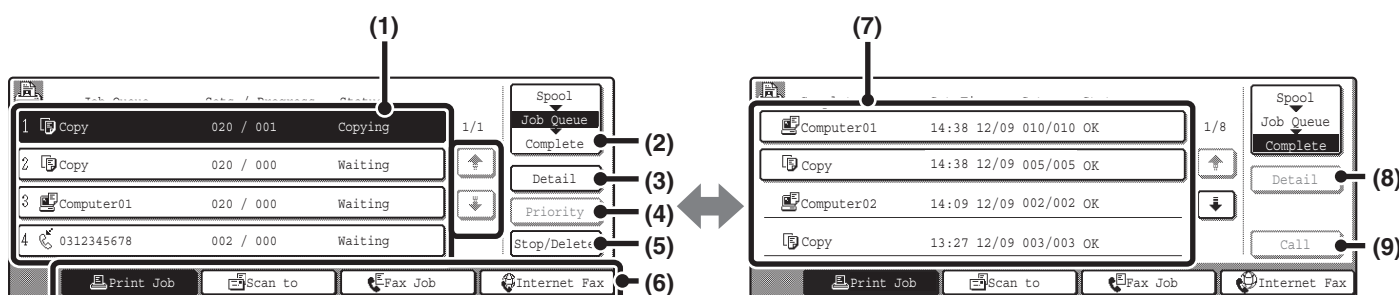 (1)
(7)
Spool
Job Queue
Complete
1 Copy 020 / 001 Copying 1/1
2 Copy 020 / 000 Waiting
3 Computer01 020 / 000 Waiting
4 0312345678 002 / 000 Waiting
(2)
Detail (3)
Priority (4)
Stop/Delete (5)
Print Job Scan to Fax Job Internet Fax (6)
Spool
Job Queue
Complete
Computer01 14:38 12/09 010/010 OK 1/8
Copy 14:38 12/09 005/005 OK
Computer02 14:09 12/09 002/002 OK
Copy 13:27 12/09 003/003 OK
Detail (8)
Call (9)
Print Job Scan to Fax Job Internet Fax